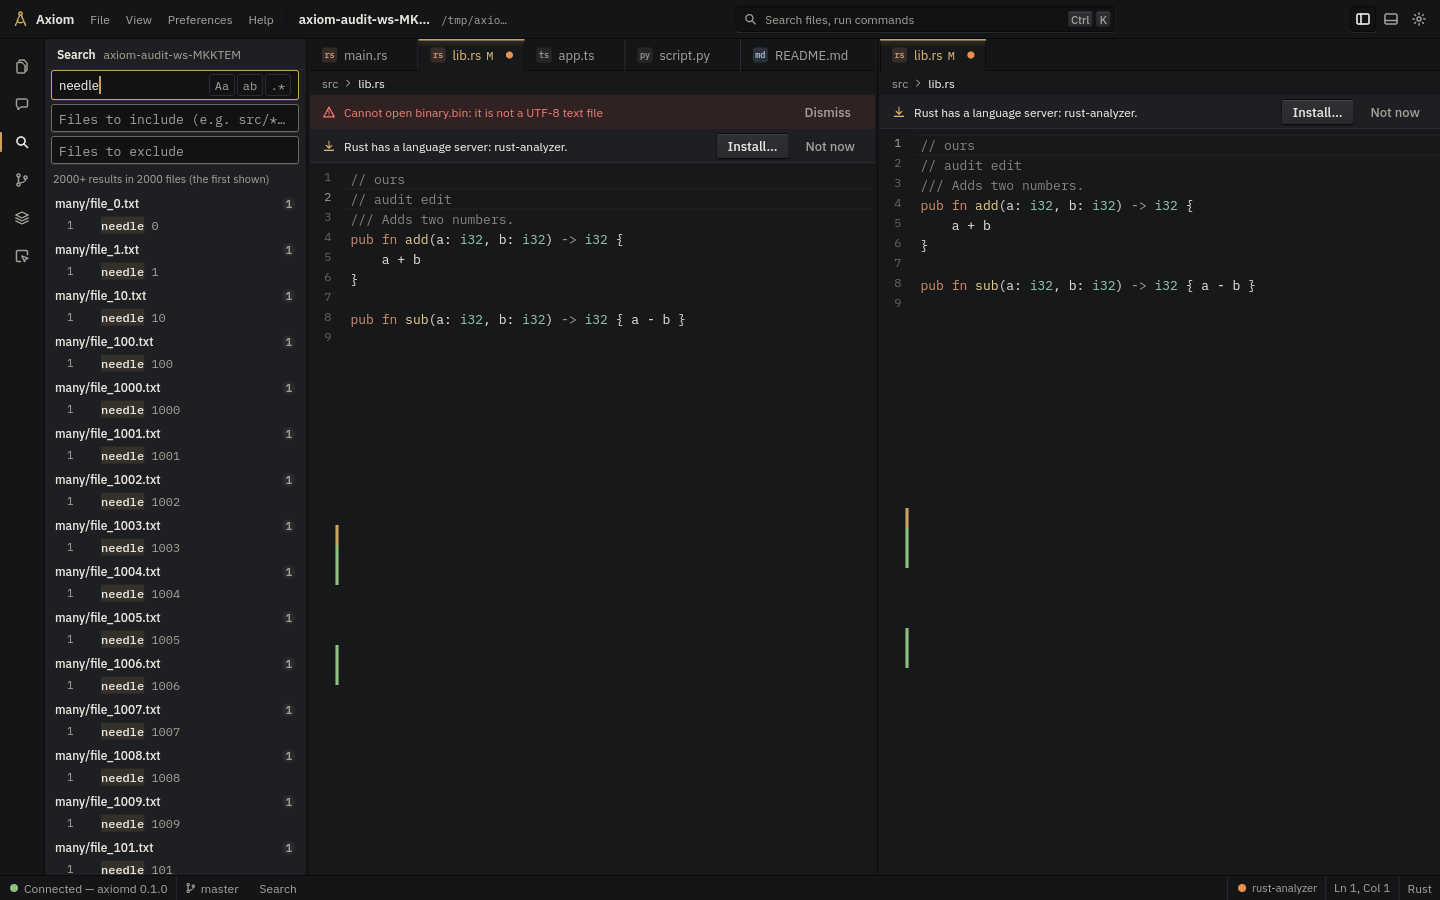 Axiom File View Preferences Help axiom-audit-ws-MK... /tmp/axio… Search files, run commands Ctrl K
Search axiom-audit-ws-MKKTEM
needle Aa ab .*
Files to include (e.g. src/*…
Files to exclude
2000+ results in 2000 files (the first shown)
many/file_0.txt 1
1 needle 0
many/file_1.txt 1
1 needle 1
many/file_10.txt 1
1 needle 10
many/file_100.txt 1
1 needle 100
many/file_1000.txt 1
1 needle 1000
many/file_1001.txt 1
1 needle 1001
many/file_1002.txt 1
1 needle 1002
many/file_1003.txt 1
1 needle 1003
many/file_1004.txt 1
1 needle 1004
many/file_1005.txt 1
1 needle 1005
many/file_1006.txt 1
1 needle 1006
many/file_1007.txt 1
1 needle 1007
many/file_1008.txt 1
1 needle 1008
many/file_1009.txt 1
1 needle 1009
many/file_101.txt 1
1 needle 101
rs main.rs rs lib.rs M ts app.ts py script.py md README.md
src > lib.rs
Cannot open binary.bin: it is not a UTF-8 text file Dismiss
Rust has a language server: rust-analyzer. Install... Not now
1 // ours
2 // audit edit
3 /// Adds two numbers.
4 pub fn add(a: i32, b: i32) -> i32 {
5 a + b
6 }
7
8 pub fn sub(a: i32, b: i32) -> i32 { a - b }
9
rs lib.rs M
src > lib.rs
Rust has a language server: rust-analyzer. Install... Not now
1 // ours
2 // audit edit
3 /// Adds two numbers.
4 pub fn add(a: i32, b: i32) -> i32 {
5 a + b
6 }
7
8 pub fn sub(a: i32, b: i32) -> i32 { a - b }
9
Connected — axiomd 0.1.0 master Search rust-analyzer Ln 1, Col 1 Rust